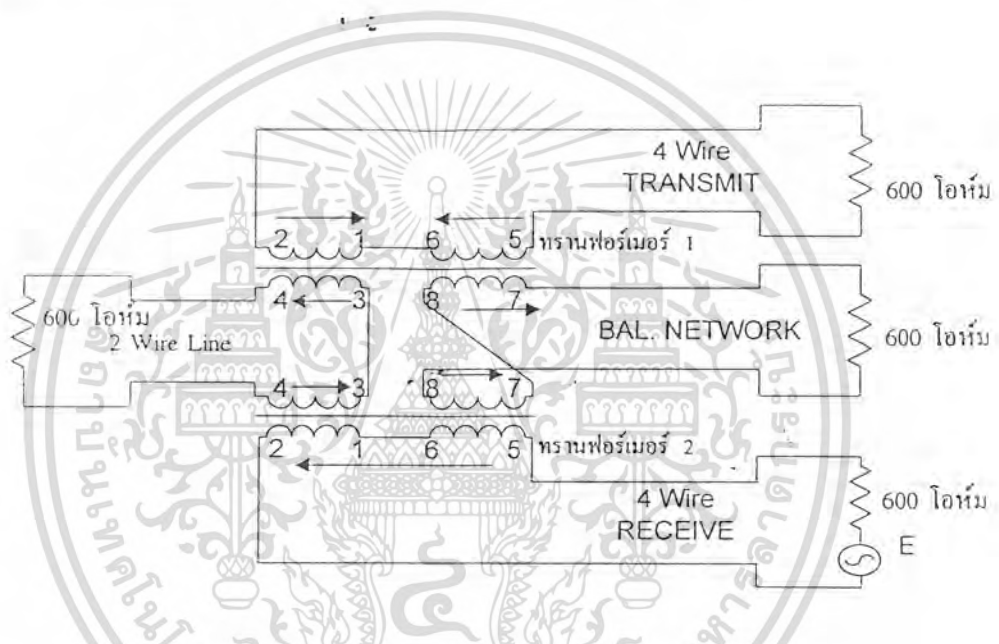 4 Wire
TRANSMIT
600 โอห์ม
2 1 6 5 ทรานฟอร์เมอร์ 1
4 3 8 7
600 โอห์ม
2 Wire Line
BAL. NETWORK
600 โอห์ม
4 3 8 7
2 1 6 5 ทรานฟอร์เมอร์ 2
4 Wire
RECEIVE
600 โอห์ม
E